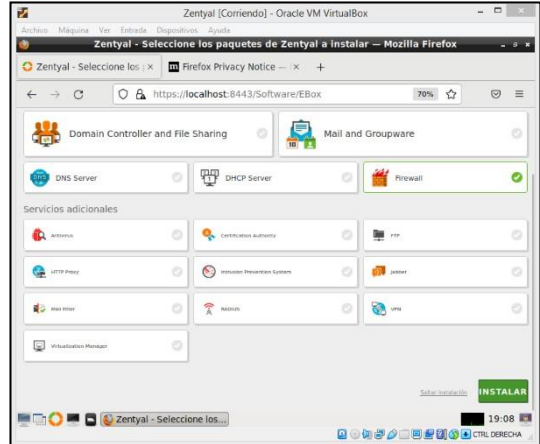 Zentyal [Corriendo] - Oracle VM VirtualBox
Archivo Máquina Ver Entrada Dispositivos Ayuda
Zentyal - Seleccione los paquetes de Zentyal a instalar — Mozilla Firefox
Zentyal - Seleccione los p
Firefox Privacy Notice —
https://localhost:8443/Software/EBox
70%
Domain Controller and File Sharing
Mail and Groupware
DNS Server
DHCP Server
Firewall
Servicios adicionales
Antivirus
Certification Authority
FTP
HTTP Proxy
Intrusion Prevention System
Jabber
Mail Filter
RADIUS
VPN
Virtualization Manager
Saltar instalación
INSTALAR
Zentyal - Seleccione los...
19:08
CTRL DERECHA